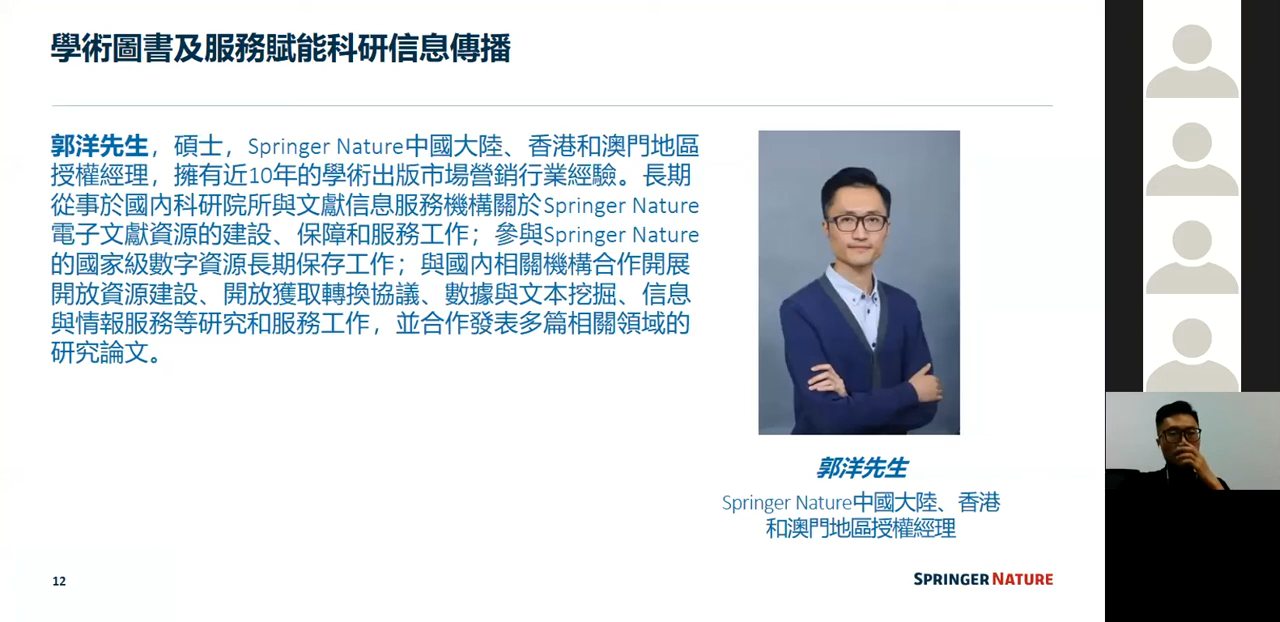 學術圖書及服務賦能科研信息傳播
郭洋先生，碩士，Springer Nature中國大陸、香港和澳門地區
授權經理，擁有近10年的學術出版市場營銷行業經驗。長期
從事於國內科研院所與文獻信息服務機構關於Springer Nature
電子文獻資源的建設、保障和服務工作；參與Springer Nature
的國家級數字資源長期保存工作；與國內相關機構合作開展
開放資源建設、開放獲取轉換協議、數據與文本挖掘、信息
與情報服務等研究和服務工作，並合作發表多篇相關領域的
研究論文。
郭洋先生
Springer Nature中國大陸、香港
和澳門地區授權經理
12
SPRINGER NATURE